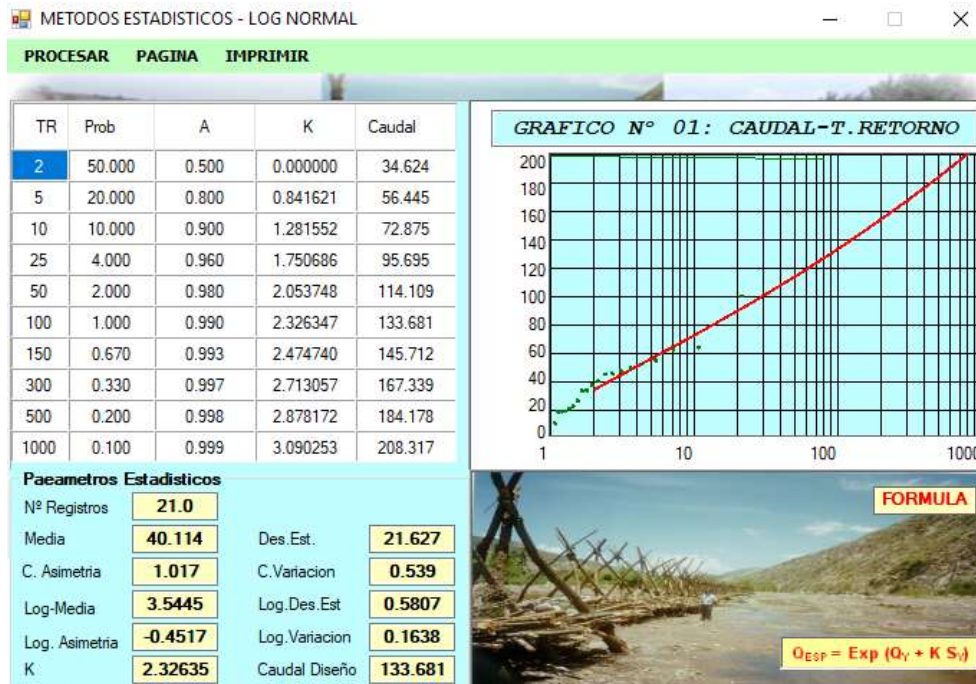 METODOS ESTADISTICOS - LOG NORMAL
PROCESAR PAGINA IMPRIMIR
TR Prob A K Caudal
2 50.000 0.500 0.000000 34.624
5 20.000 0.800 0.841621 56.445
10 10.000 0.900 1.281552 72.875
25 4.000 0.960 1.750686 95.695
50 2.000 0.980 2.053748 114.109
100 1.000 0.990 2.326347 133.681
150 0.670 0.993 2.474740 145.712
300 0.330 0.997 2.713057 167.339
500 0.200 0.998 2.878172 184.178
1000 0.100 0.999 3.090253 208.317
GRAFICO Nº 01: CAUDAL-T.RETORNO
200
180
160
140
120
100
80
60
40
20
0
1 10 100 1000
Paeametros Estadisticos
Nº Registros 21.0
Media 40.114 Des.Est. 21.627
C. Asimetria 1.017 C.Variacion 0.539
Log-Media 3.5445 Log.Des.Est 0.5807
Log. Asimetria -0.4517 Log.Variacion 0.1638
K 2.32635 Caudal Diseño 133.681
FORMULA
Q_ESP = Exp (Q_Y + K S_Y)